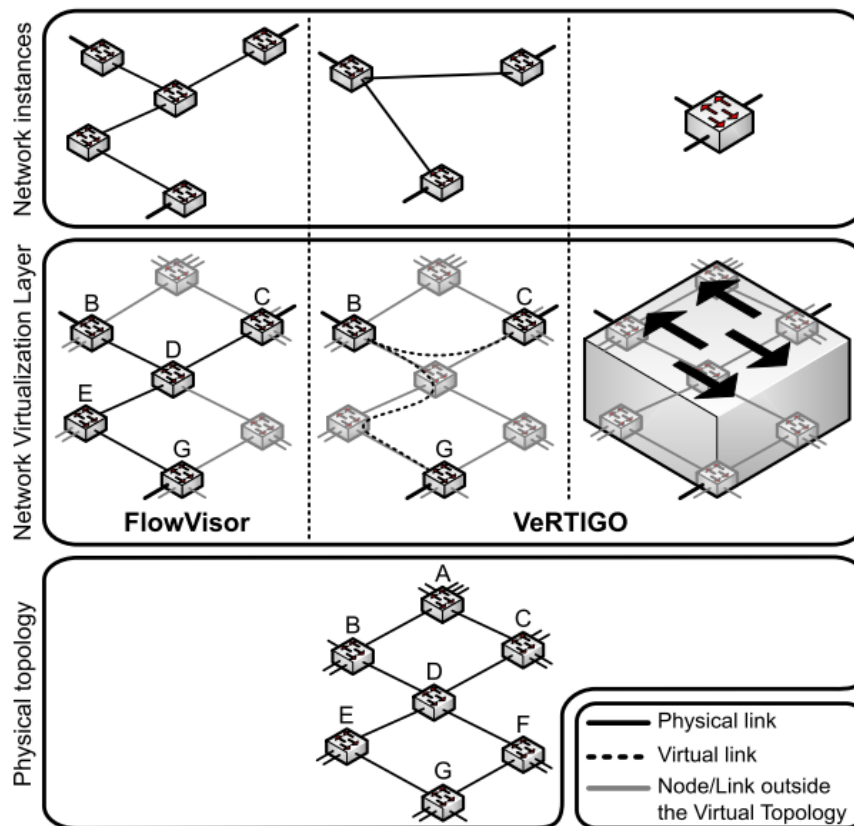 Network instances
Network Virtualization Layer
B
C
D
E
G
FlowVisor
B
C
G
VeRTIGO
Physical topology
A
B
C
D
E
F
G
Physical link
Virtual link
Node/Link outside
the Virtual Topology